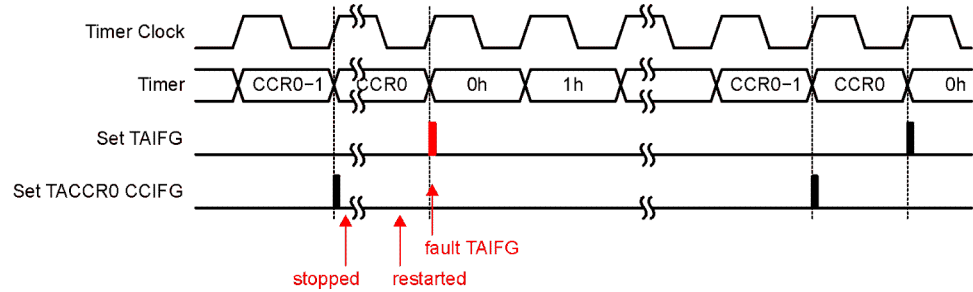 Timer Clock
Timer CCR0−1 CCR0 0h 1h CCR0−1 CCR0 0h
Set TAIFG
Set TACCR0 CCIFG
fault TAIFG
stopped restarted